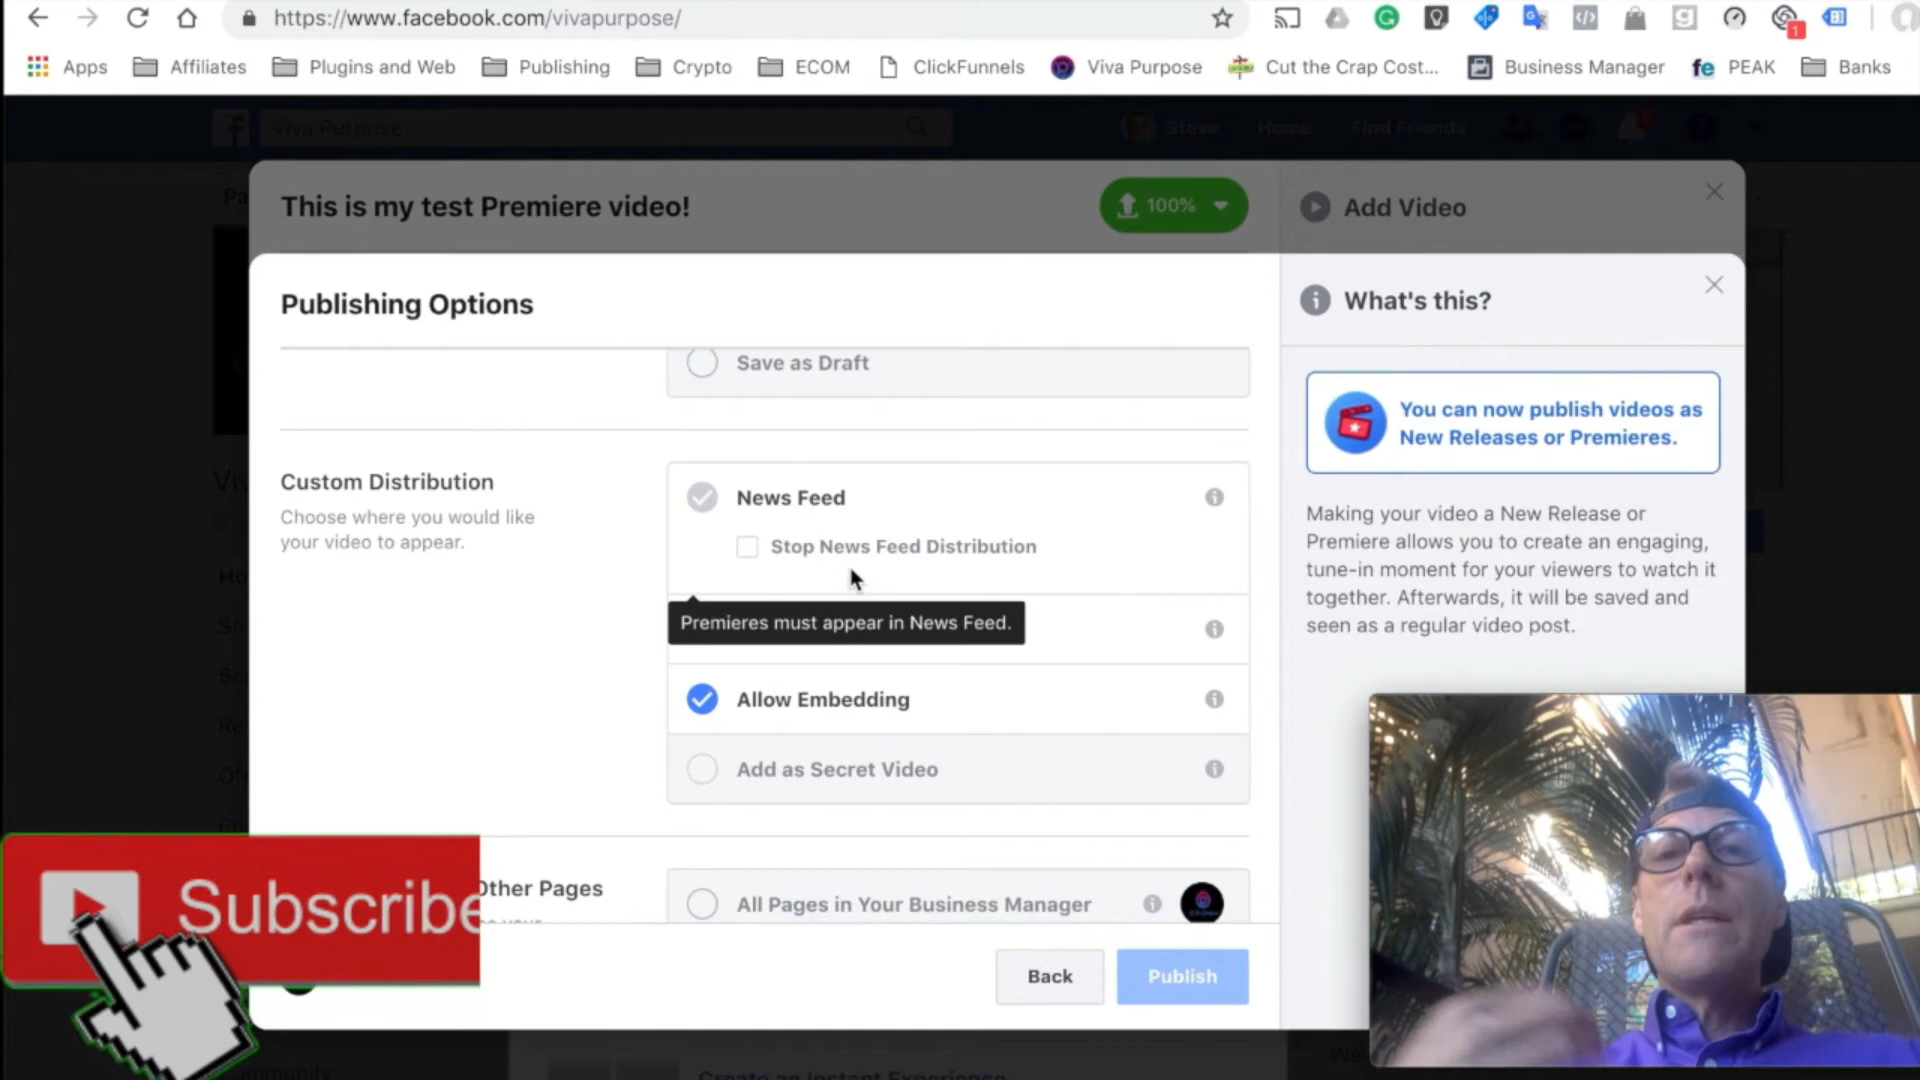 https://www.facebook.com/vivapurpose/
1
Apps Affiliates Plugins and Web Publishing Crypto ECOM ClickFunnels Viva Purpose Cut the Crap Cost... Business Manager fe PEAK Banks
Viva Purpose Steve Home Find Friends
This is my test Premiere video! 100% Add Video
Publishing Options
What's this?
Save as Draft
You can now publish videos as
New Releases or Premieres.
Custom Distribution
Choose where you would like
your video to appear.
News Feed
Stop News Feed Distribution
Premieres must appear in News Feed.
Allow Embedding
Add as Secret Video
Making your video a New Release or
Premiere allows you to create an engaging,
tune-in moment for your viewers to watch it
together. Afterwards, it will be saved and
seen as a regular video post.
Other Pages
All Pages in Your Business Manager
Back Publish
Subscribe
Create an Instant Experience